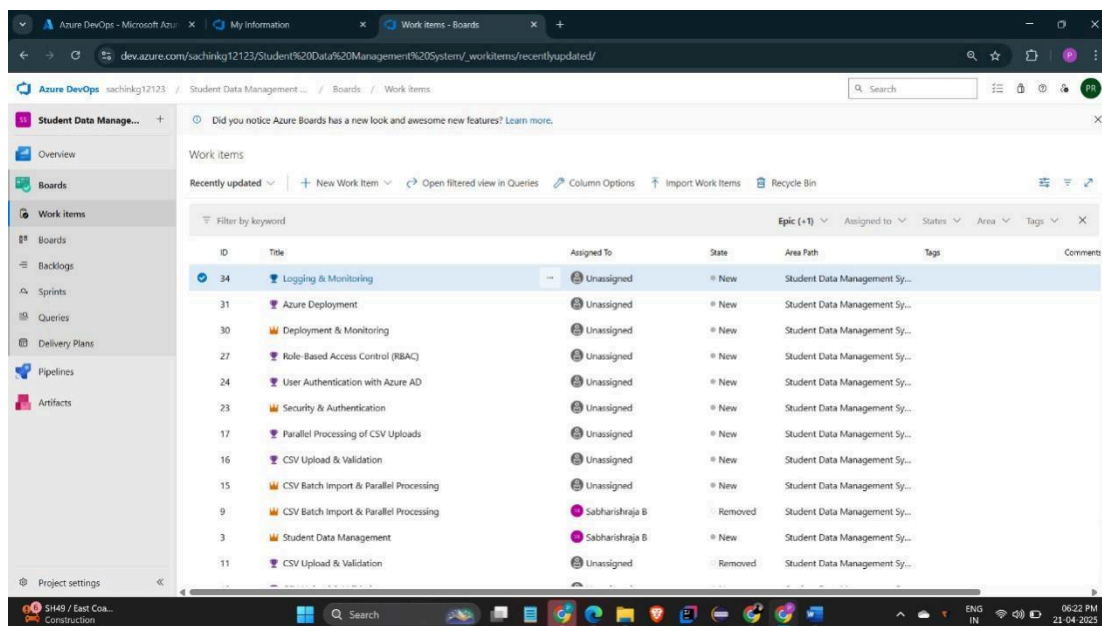 Azure DevOps - Microsoft Azur
My Information
Work items - Boards
dev.azure.com/sachinkg12123/Student%20Data%20Management%20System/_workitems/recentlyupdated/
P
Azure DevOps sachinkg12123 / Student Data Management ... / Boards / Work items
Search
PR
Student Data Manage... +
Did you notice Azure Boards has a new look and awesome new features? Learn more.
Overview
Boards
Work items
Boards
Backlogs
Sprints
Queries
Delivery Plans
Pipelines
Artifacts
Project settings
Work items
Recently updated New Work Item Open filtered view in Queries Column Options Import Work Items Recycle Bin
Filter by keyword Epic (+1) Assigned to States Area Tags
ID Title Assigned To State Area Path Tags Comments
34 Logging & Monitoring ... Unassigned New Student Data Management Sy...
31 Azure Deployment Unassigned New Student Data Management Sy...
30 Deployment & Monitoring Unassigned New Student Data Management Sy...
27 Role-Based Access Control (RBAC) Unassigned New Student Data Management Sy...
24 User Authentication with Azure AD Unassigned New Student Data Management Sy...
23 Security & Authentication Unassigned New Student Data Management Sy...
17 Parallel Processing of CSV Uploads Unassigned New Student Data Management Sy...
16 CSV Upload & Validation Unassigned New Student Data Management Sy...
15 CSV Batch Import & Parallel Processing Unassigned New Student Data Management Sy...
9 CSV Batch Import & Parallel Processing Sabharishraja B Removed Student Data Management Sy...
3 Student Data Management Sabharishraja B New Student Data Management Sy...
11 CSV Upload & Validation Unassigned Removed Student Data Management Sy...
SH49 / East Coa...
Construction
Search
ENG
IN
06:22 PM
21-04-2025